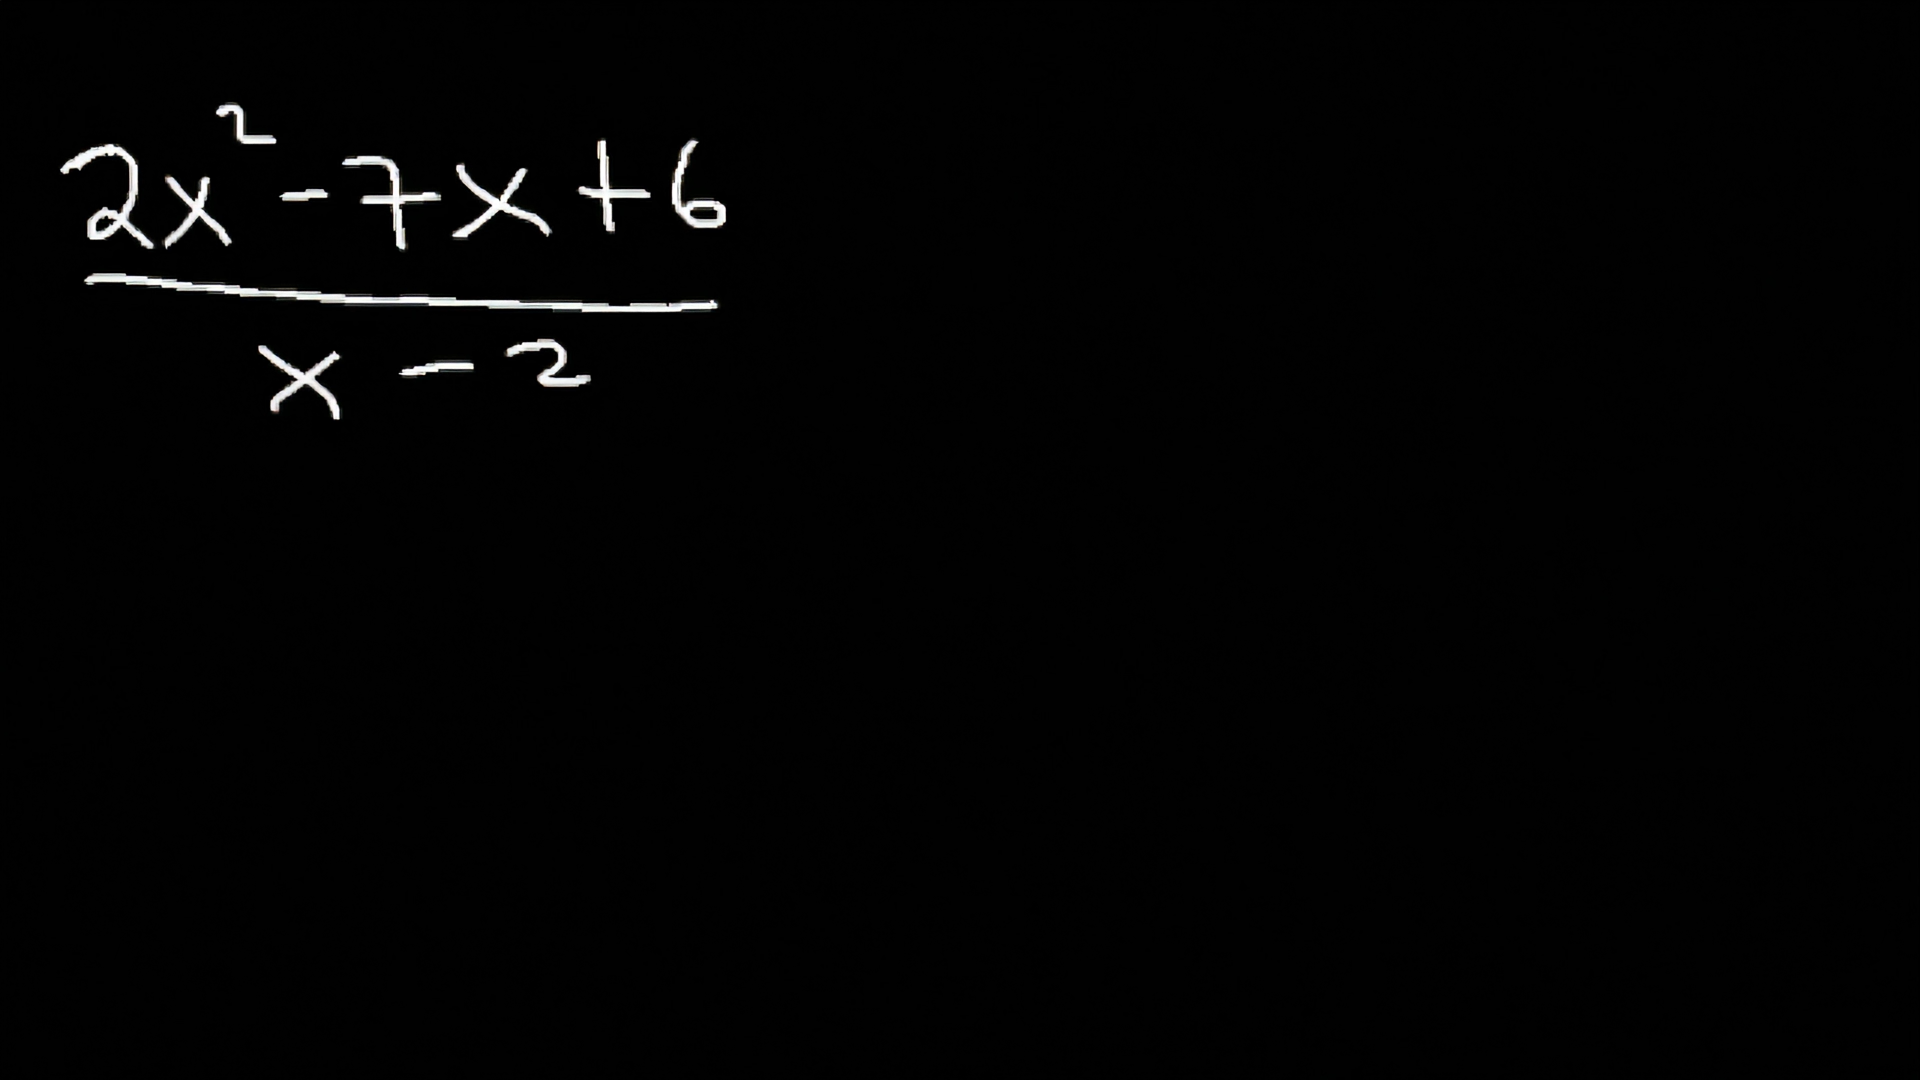 2x² - 7x + 6
x - 2